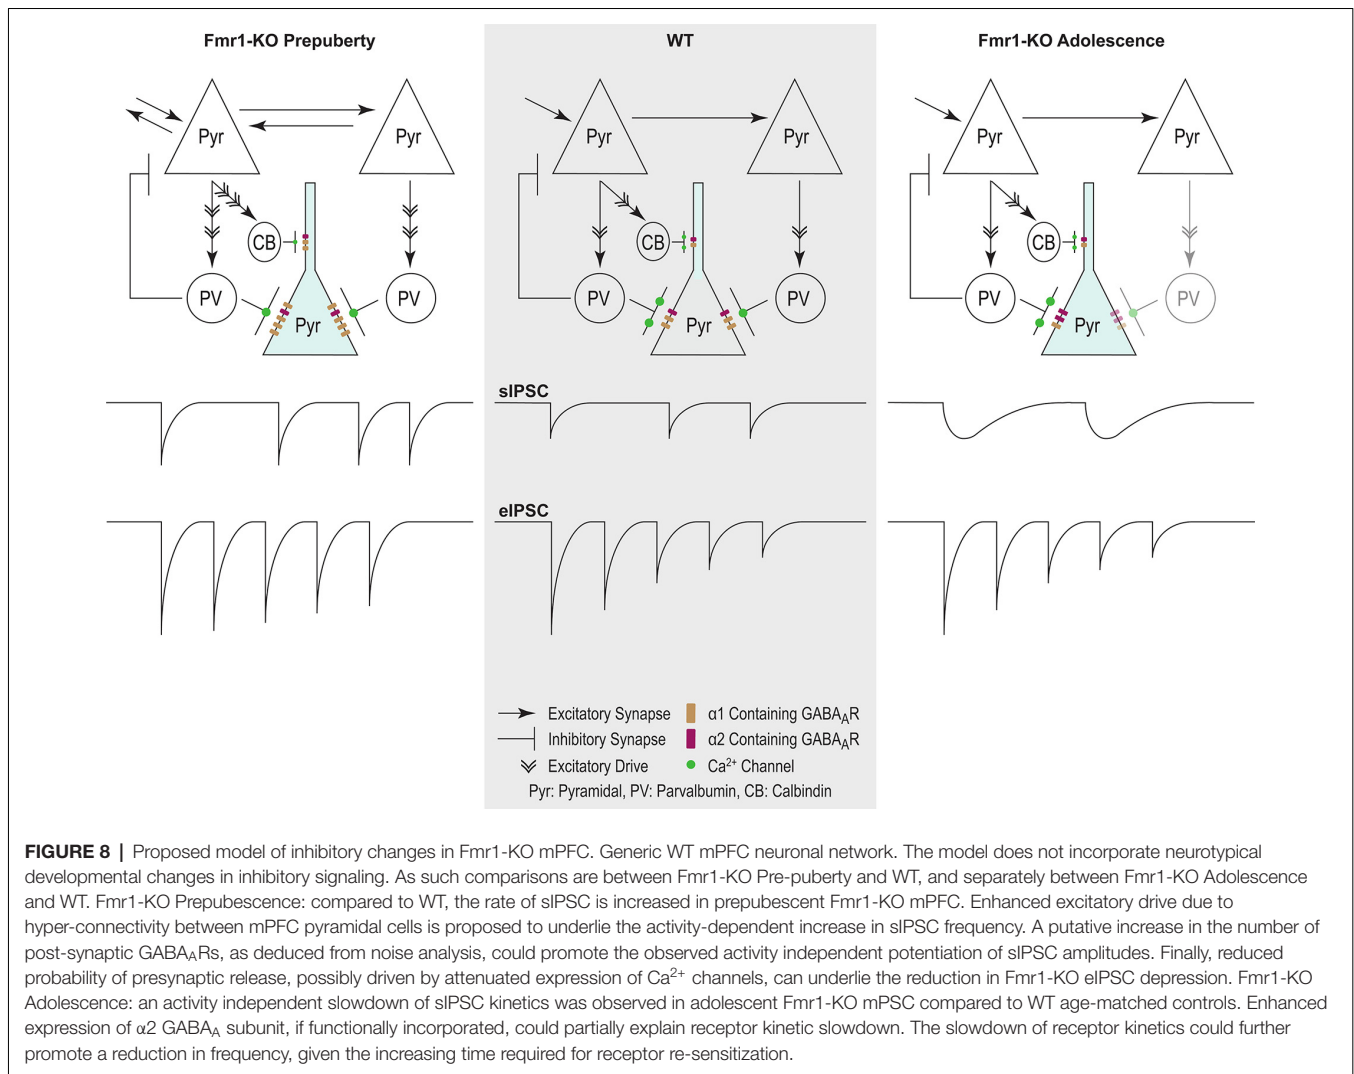 Fmr1-KO Prepuberty
WT
Fmr1-KO Adolescence
Pyr
Pyr
CB
PV
PV
Pyr
Pyr
Pyr
CB
PV
PV
Pyr
Pyr
Pyr
CB
PV
PV
Pyr
sIPSC
eIPSC
Excitatory Synapse
α1 Containing GABA_AR
Inhibitory Synapse
α2 Containing GABA_AR
Excitatory Drive
Ca²⁺ Channel
Pyr: Pyramidal, PV: Parvalbumin, CB: Calbindin
FIGURE 8 | Proposed model of inhibitory changes in Fmr1-KO mPFC. Generic WT mPFC neuronal network. The model does not incorporate neurotypical
developmental changes in inhibitory signaling. As such comparisons are between Fmr1-KO Pre-puberty and WT, and separately between Fmr1-KO Adolescence
and WT. Fmr1-KO Prepubescence: compared to WT, the rate of sIPSC is increased in prepubescent Fmr1-KO mPFC. Enhanced excitatory drive due to
hyper-connectivity between mPFC pyramidal cells is proposed to underlie the activity-dependent increase in sIPSC frequency. A putative increase in the number of
post-synaptic GABA_ARs, as deduced from noise analysis, could promote the observed activity independent potentiation of sIPSC amplitudes. Finally, reduced
probability of presynaptic release, possibly driven by attenuated expression of Ca²⁺ channels, can underlie the reduction in Fmr1-KO eIPSC depression. Fmr1-KO
Adolescence: an activity independent slowdown of sIPSC kinetics was observed in adolescent Fmr1-KO mPSC compared to WT age-matched controls. Enhanced
expression of α2 GABA_A subunit, if functionally incorporated, could partially explain receptor kinetic slowdown. The slowdown of receptor kinetics could further
promote a reduction in frequency, given the increasing time required for receptor re-sensitization.